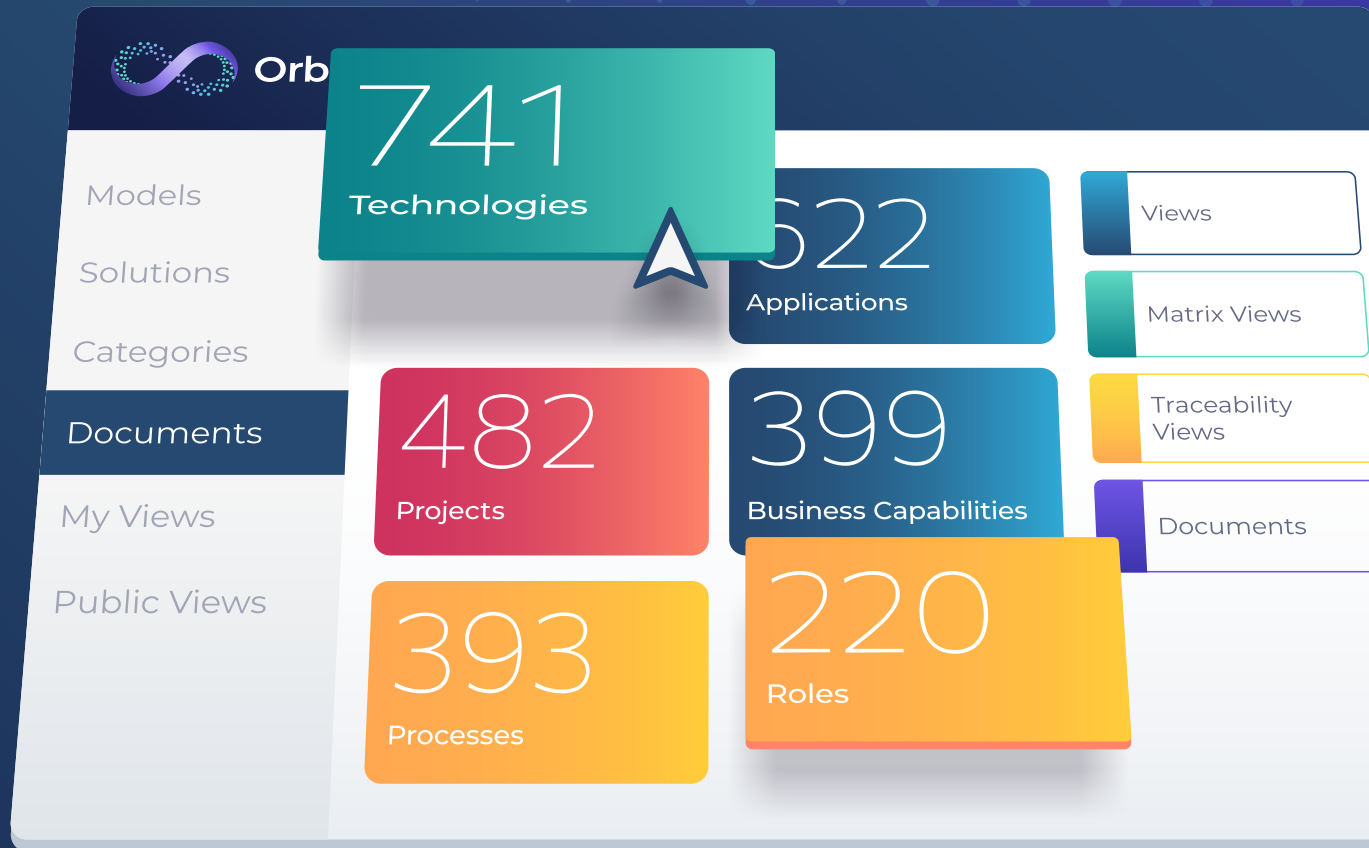 Orb
741
Technologies
Models
Solutions
Categories
Documents
My Views
Public Views
622
Applications
482
Projects
399
Business Capabilities
393
Processes
220
Roles
Views
Matrix Views
Traceability
Views
Documents